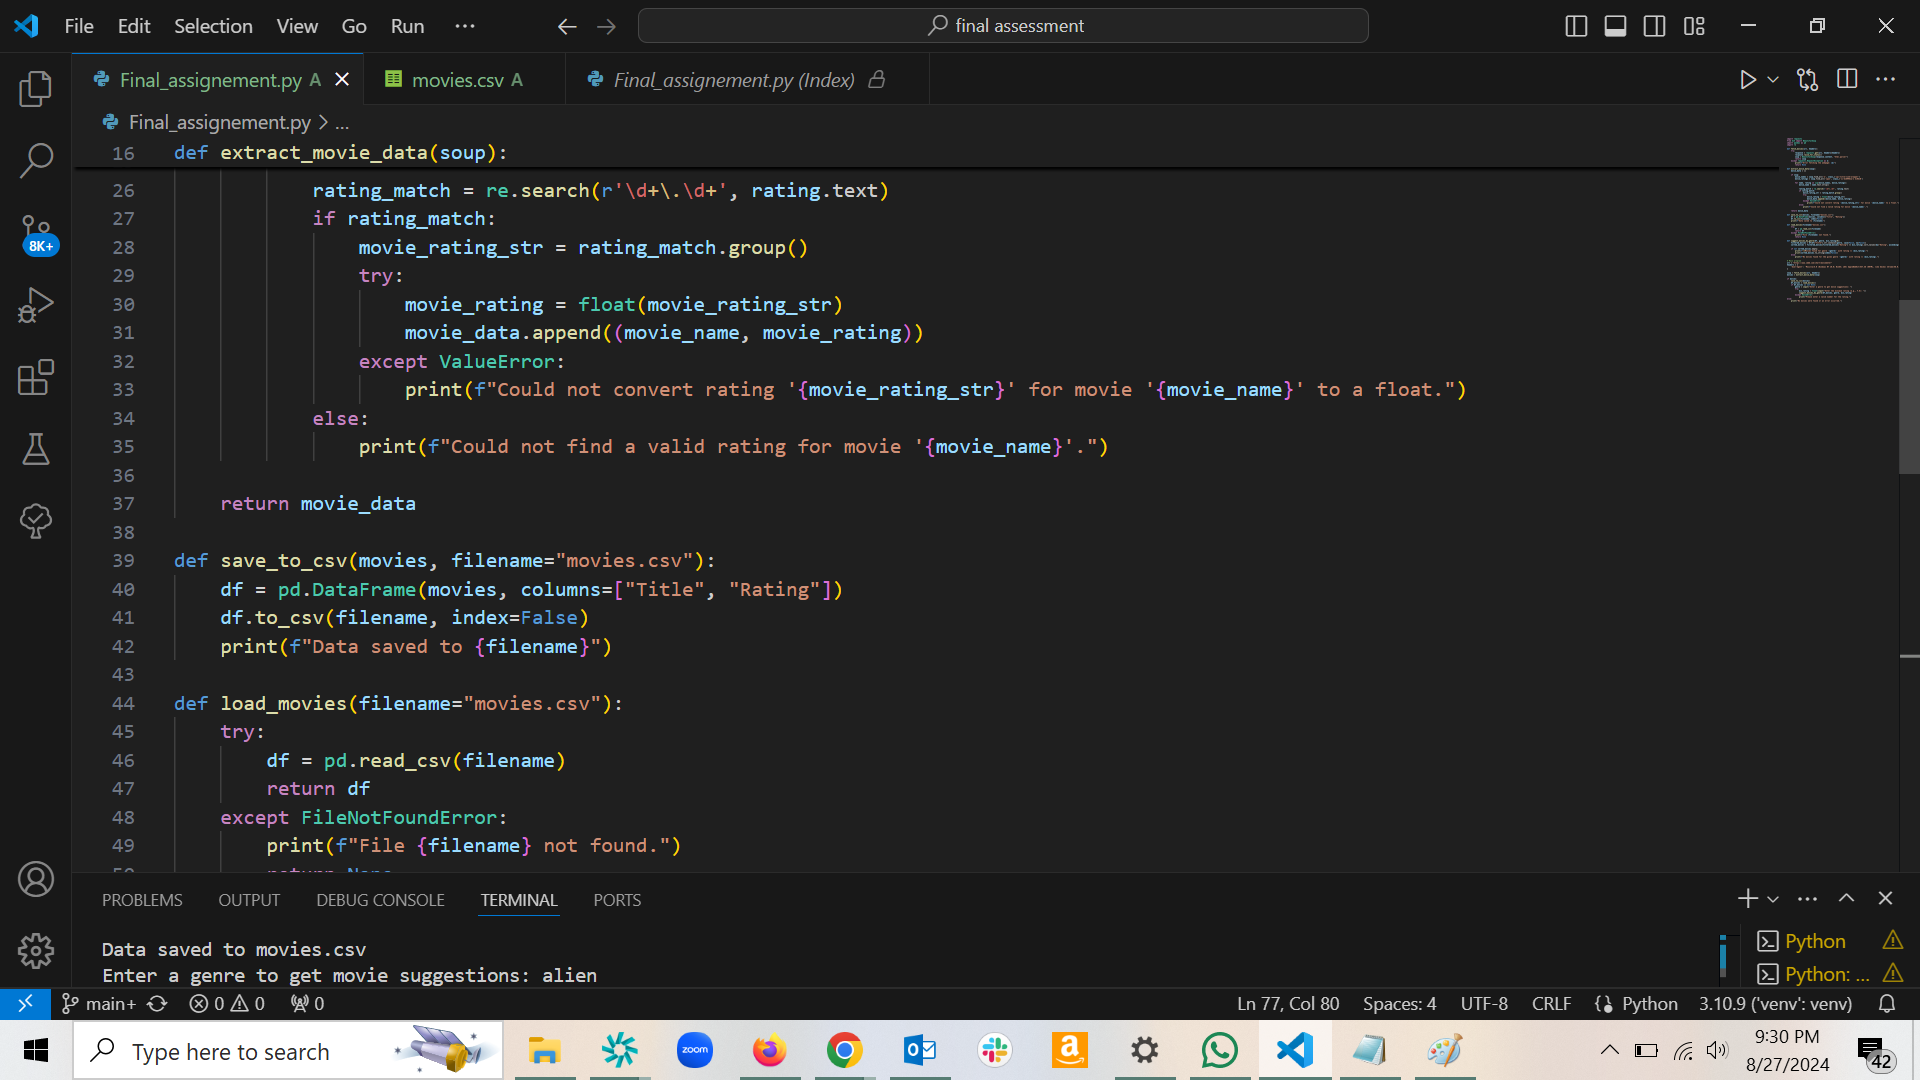 File Edit Selection View Go Run ··· final assessment
Final_assignement.py A movies.csv A Final_assignement.py (Index)
Final_assignement.py > ...
16 def extract_movie_data(soup):
26 rating_match = re.search(r'\d+\.\d+', rating.text)
27 if rating_match:
28 movie_rating_str = rating_match.group()
29 try:
30 movie_rating = float(movie_rating_str)
31 movie_data.append((movie_name, movie_rating))
32 except ValueError:
33 print(f"Could not convert rating '{movie_rating_str}' for movie '{movie_name}' to a float.")
34 else:
35 print(f"Could not find a valid rating for movie '{movie_name}'.")
36
37 return movie_data
38
39 def save_to_csv(movies, filename="movies.csv"):
40 df = pd.DataFrame(movies, columns=["Title", "Rating"])
41 df.to_csv(filename, index=False)
42 print(f"Data saved to {filename}")
43
44 def load_movies(filename="movies.csv"):
45 try:
46 df = pd.read_csv(filename)
47 return df
48 except FileNotFoundError:
49 print(f"File {filename} not found.")
8K+
PROBLEMS OUTPUT DEBUG CONSOLE TERMINAL PORTS
Data saved to movies.csv
Enter a genre to get movie suggestions: alien
Python
Python: ...
main+ 0 0 0 Ln 77, Col 80 Spaces: 4 UTF-8 CRLF Python 3.10.9 ('venv': venv)
Type here to search
zoom
9:30 PM
8/27/2024
42